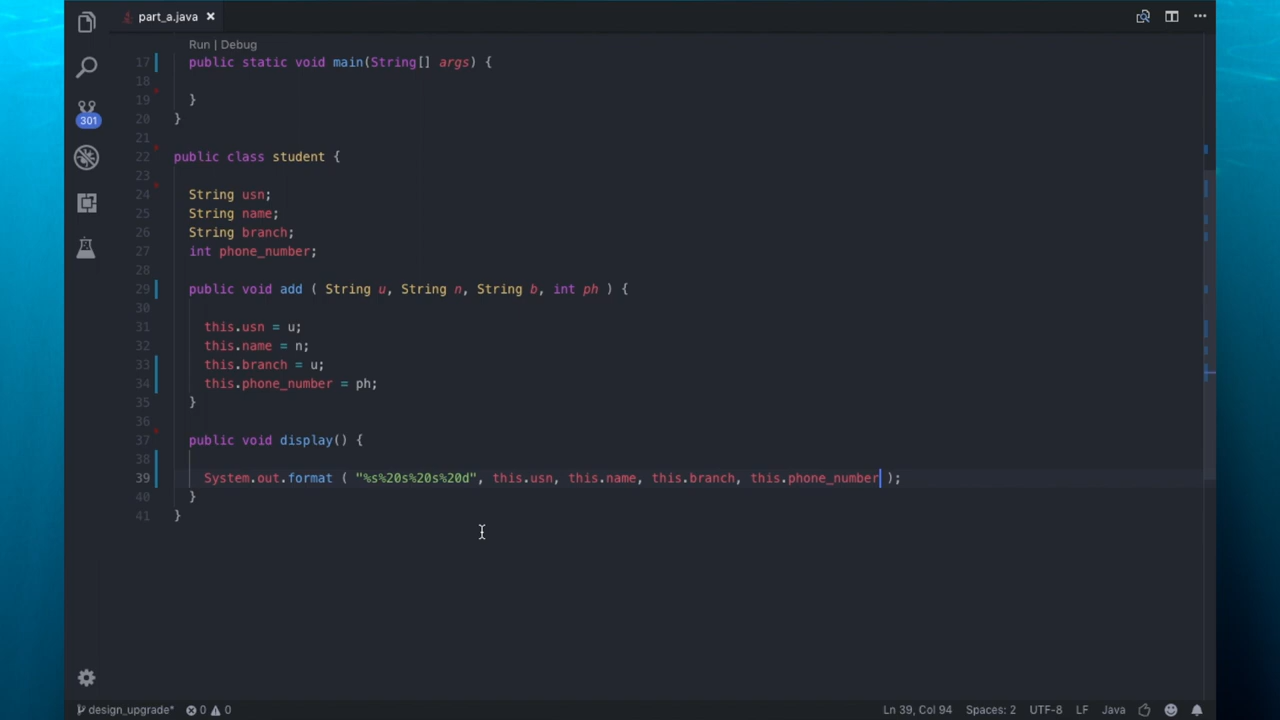 part_a.java ×
Run | Debug
17 public static void main(String[] args) {
18
19 }
20 }
21
22 public class student {
23
24 String usn;
25 String name;
26 String branch;
27 int phone_number;
28
29 public void add ( String u, String n, String b, int ph ) {
30
31 this.usn = u;
32 this.name = n;
33 this.branch = u;
34 this.phone_number = ph;
35 }
36
37 public void display() {
38
39 System.out.format ( "%s%20s%20s%20d", this.usn, this.name, this.branch, this.phone_number );
40 }
41 }
301
design_upgrade* 0 0 Ln 39, Col 94 Spaces: 2 UTF-8 LF Java